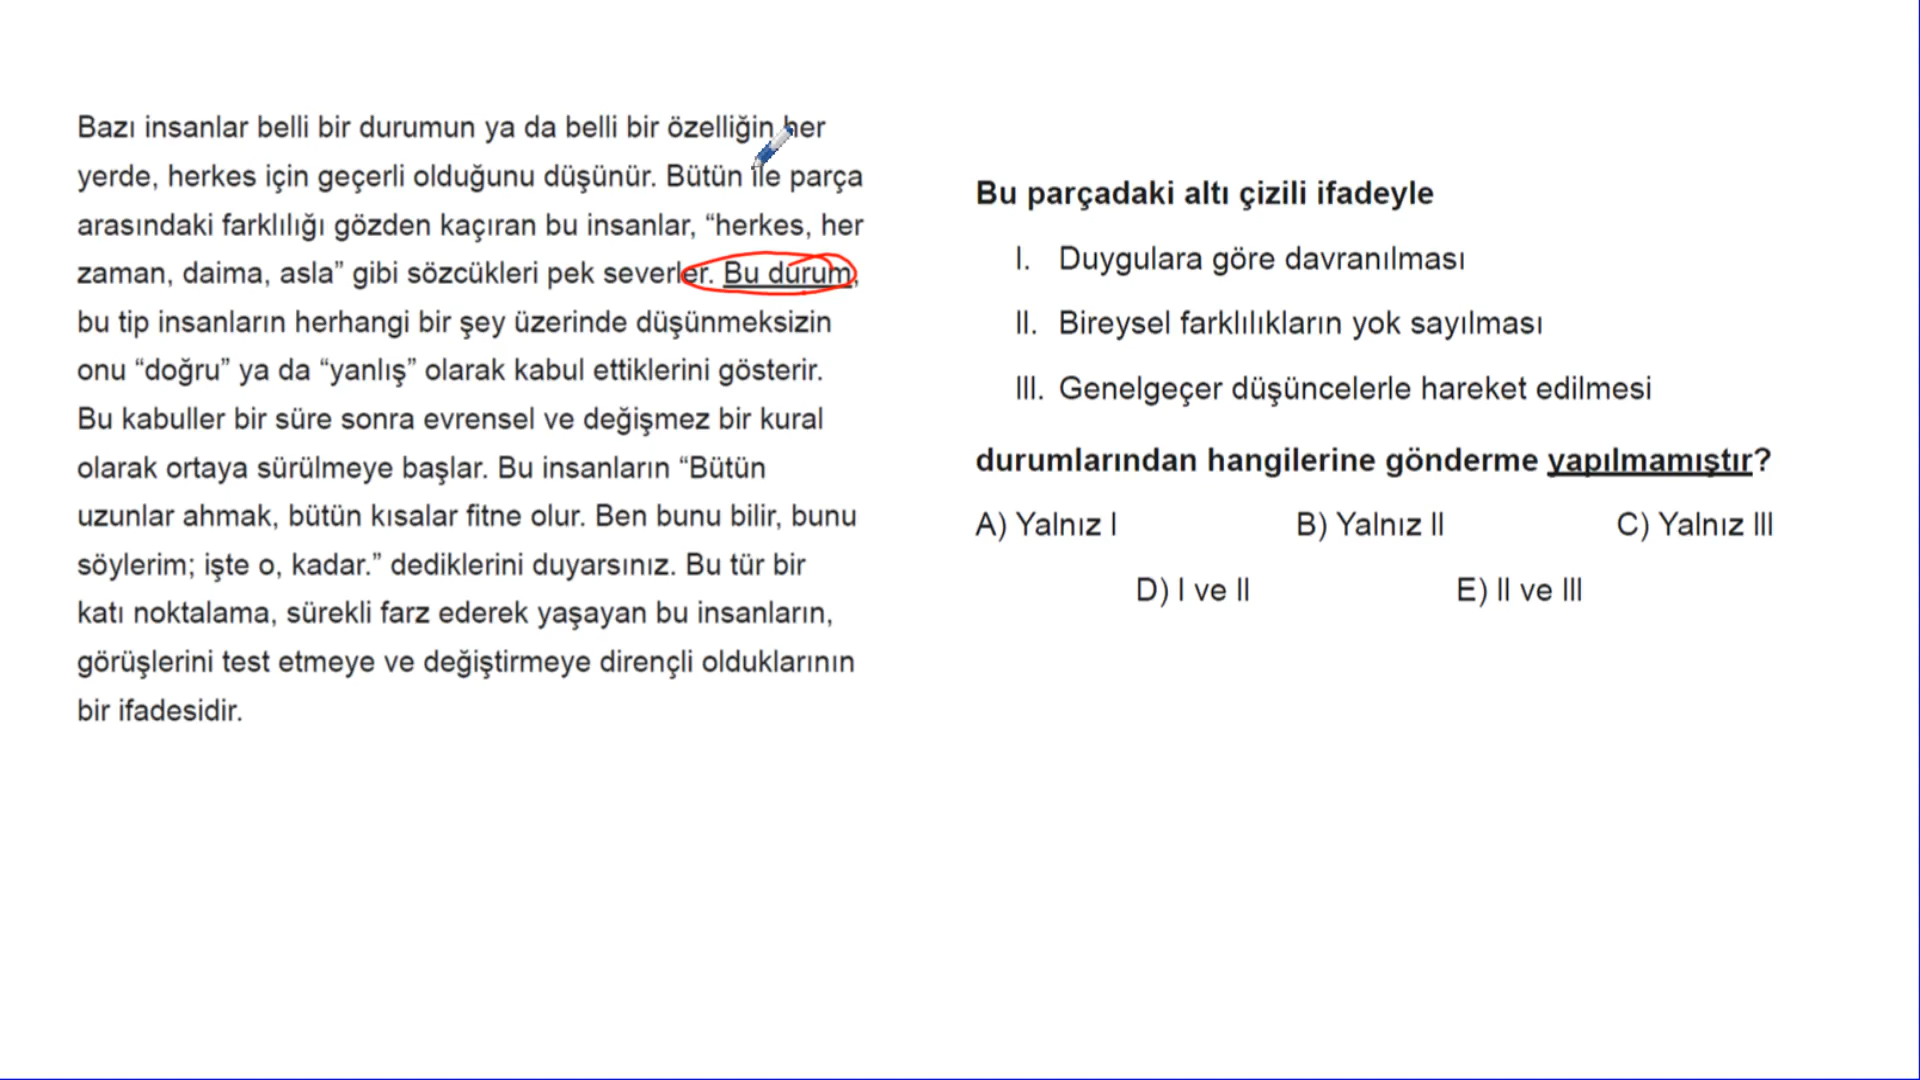 Bazı insanlar belli bir durumun ya da belli bir özelliğin her
yerde, herkes için geçerli olduğunu düşünür. Bütün ile parça
arasındaki farklılığı gözden kaçıran bu insanlar, “herkes, her
zaman, daima, asla” gibi sözcükleri pek severler. Bu durum,
bu tip insanların herhangi bir şey üzerinde düşünmeksizin
onu “doğru” ya da “yanlış” olarak kabul ettiklerini gösterir.
Bu kabuller bir süre sonra evrensel ve değişmez bir kural
olarak ortaya sürülmeye başlar. Bu insanların “Bütün
uzunlar ahmak, bütün kısalar fitne olur. Ben bunu bilir, bunu
söylerim; işte o, kadar.” dediklerini duyarsınız. Bu tür bir
katı noktalama, sürekli farz ederek yaşayan bu insanların,
görüşlerini test etmeye ve değiştirmeye dirençli olduklarının
bir ifadesidir.
Bu parçadaki altı çizili ifadeyle
I. Duygulara göre davranılması
II. Bireysel farklılıkların yok sayılması
III. Genelgeçer düşüncelerle hareket edilmesi
durumlarından hangilerine gönderme yapılmamıştır?
A) Yalnız I B) Yalnız II C) Yalnız III
D) I ve II E) II ve III